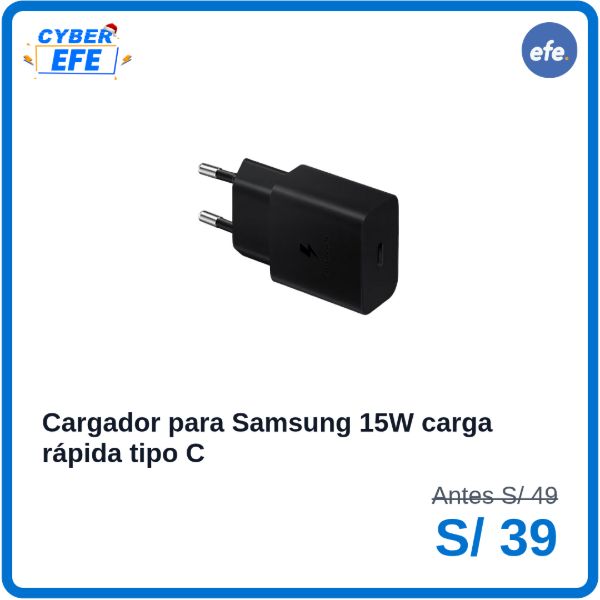 CYBER
EFE
efe.
Cargador para Samsung 15W carga
rápida tipo C
Antes S/ 49
S/ 39